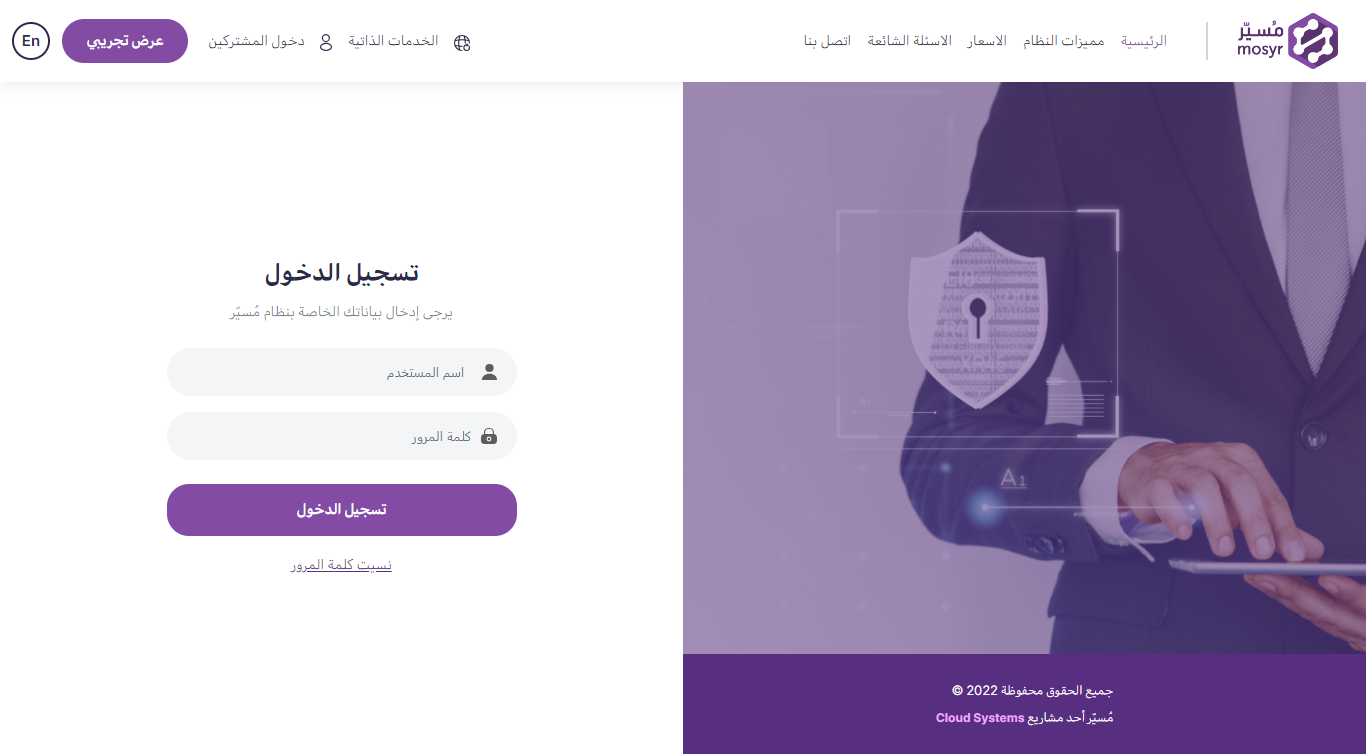 مُسيّر
mosyr
الرئيسية
مميزات النظام
الاسعار
الاسئلة الشائعة
اتصل بنا
الخدمات الذاتية
دخول المشتركين
عرض تجريبي
En
تسجيل الدخول
يرجى إدخال بياناتك الخاصة بنظام مُسيّر
اسم المستخدم
كلمة المرور
تسجيل الدخول
نسيت كلمة المرور
A1
جميع الحقوق محفوظة 2022 ©
مُسيّر أحد مشاريع Cloud Systems